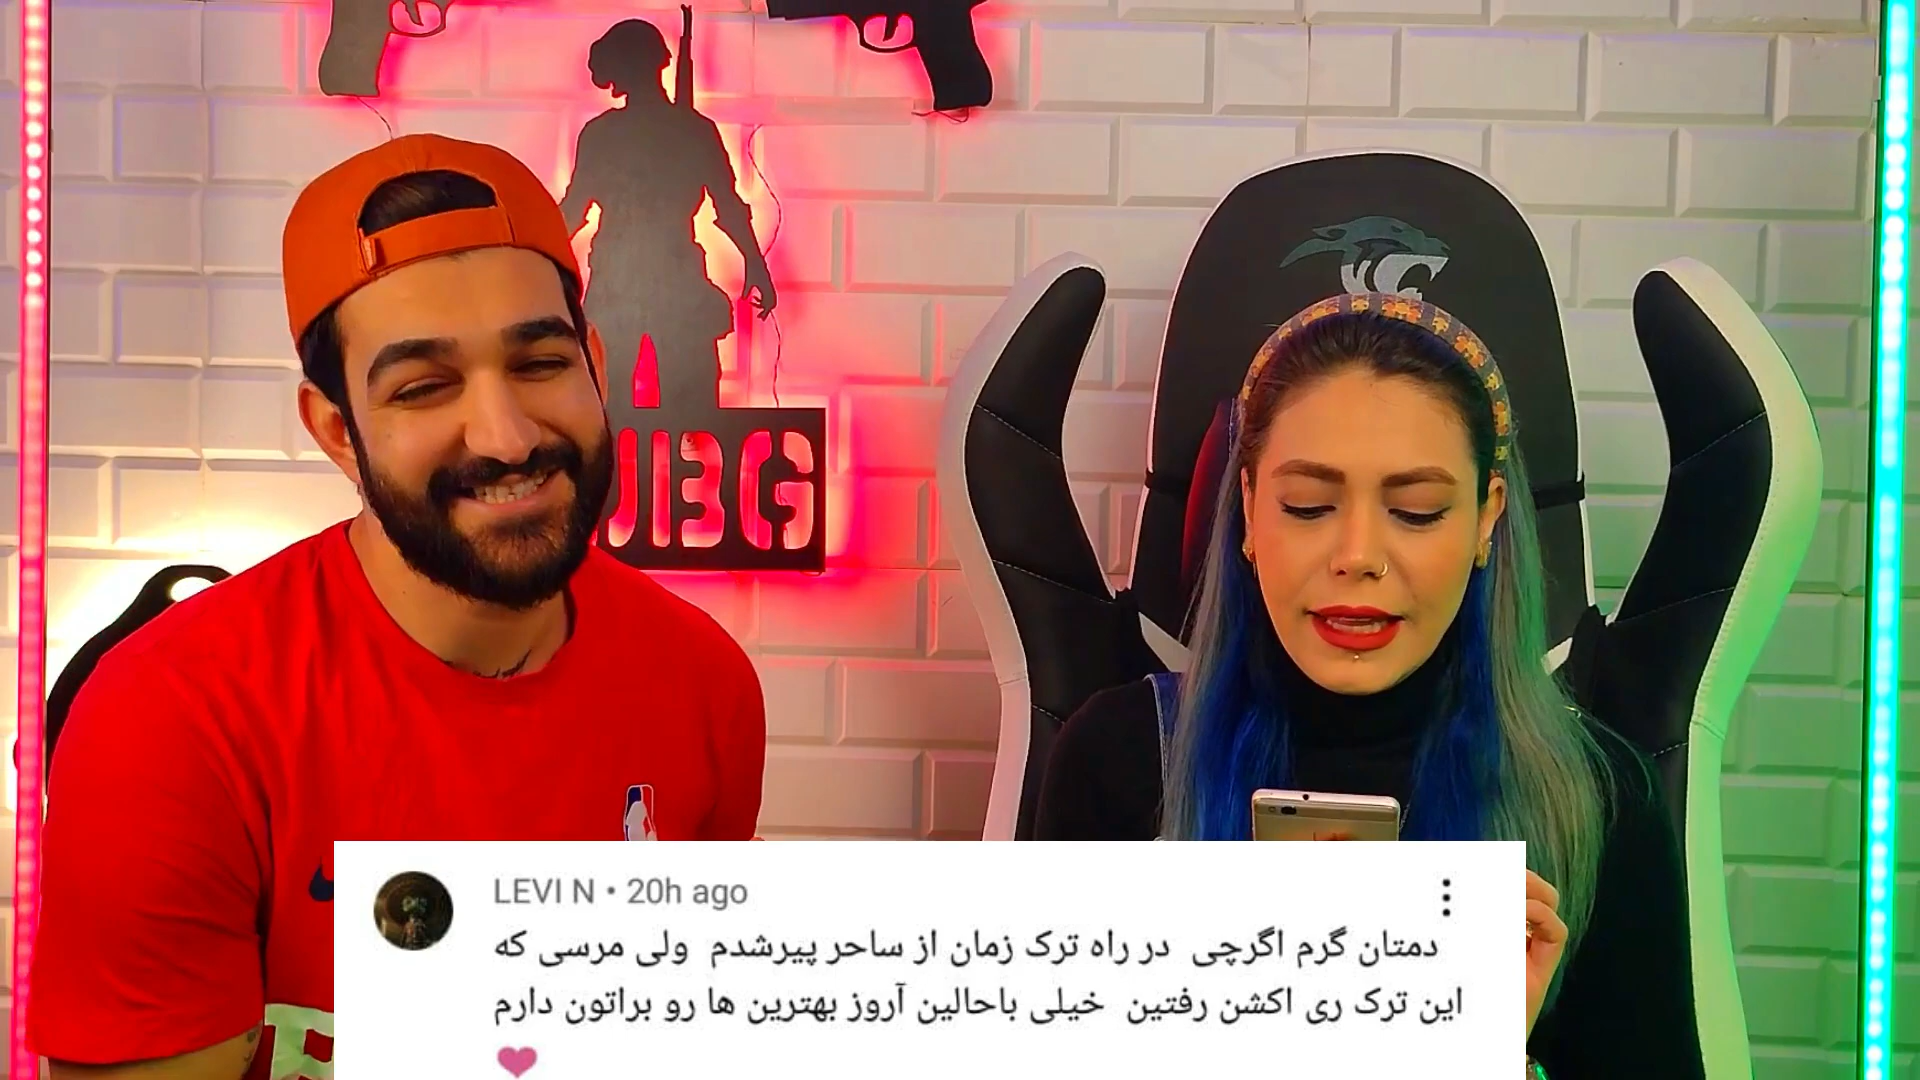 UBG
LEVI N • 20h ago
دمتان گرم اگرچی در راه ترک زمان از ساحر پیرشدم ولی مرسی که
این ترک ری اکشن رفتین خیلی باحالین آروز بهترین ها رو براتون دارم